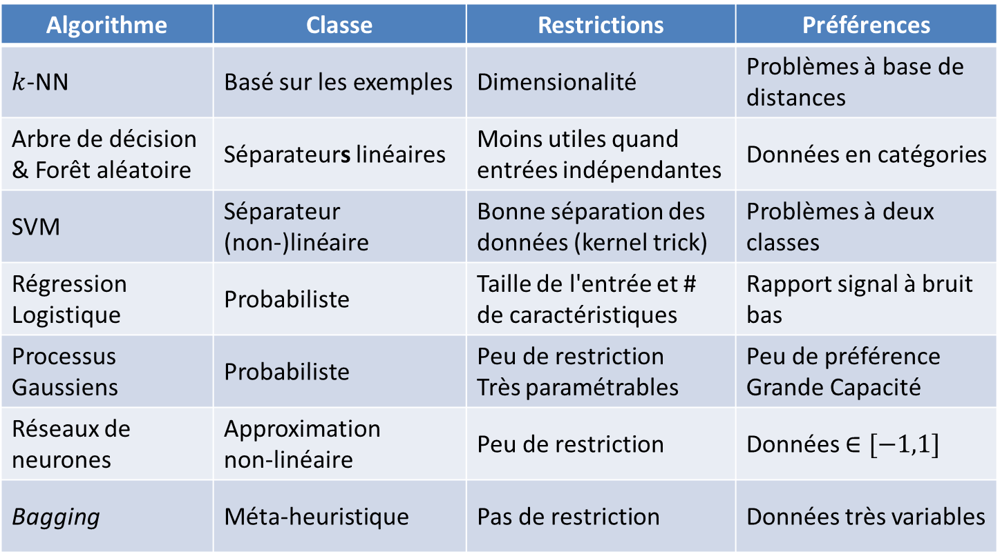 Algorithme
Classe
Restrictions
Préférences
k-NN
Basé sur les exemples
Dimensionalité
Problèmes à base de
distances
Arbre de décision
& Forêt aléatoire
Séparateurs linéaires
Moins utiles quand
entrées indépendantes
Données en catégories
SVM
Séparateur
(non-)linéaire
Bonne séparation des
données (kernel trick)
Problèmes à deux
classes
Régression
Logistique
Probabiliste
Taille de l'entrée et #
de caractéristiques
Rapport signal à bruit
bas
Processus
Gaussiens
Probabiliste
Peu de restriction
Très paramétrables
Peu de préférence
Grande Capacité
Réseaux de
neurones
Approximation
non-linéaire
Peu de restriction
Données ∈ [−1,1]
Bagging
Méta-heuristique
Pas de restriction
Données très variables